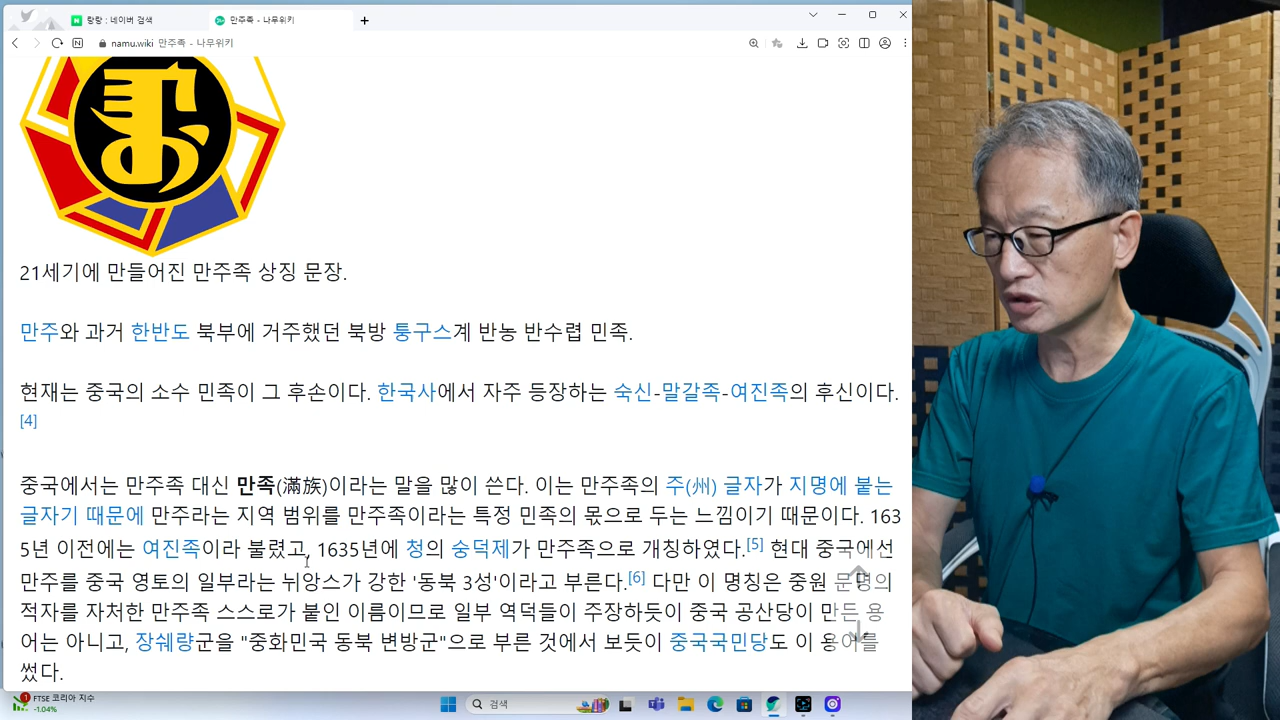 랑랑 : 네이버 검색
만주족 - 나무위키
namu.wiki 만주족 - 나무위키
21세기에 만들어진 만주족 상징 문장.
만주와 과거 한반도 북부에 거주했던 북방 퉁구스계 반농 반수렵 민족.
현재는 중국의 소수 민족이 그 후손이다. 한국사에서 자주 등장하는 숙신-말갈족-여진족의 후신이다.
[4]
중국에서는 만주족 대신 만족(滿族)이라는 말을 많이 쓴다. 이는 만주족의 주(州) 글자가 지명에 붙는
글자기 때문에 만주라는 지역 범위를 만주족이라는 특정 민족의 몫으로 두는 느낌이기 때문이다. 163
5년 이전에는 여진족이라 불렸고, 1635년에 청의 숭덕제가 만주족으로 개칭하였다.[5] 현대 중국에선
만주를 중국 영토의 일부라는 뉘앙스가 강한 '동북 3성'이라고 부른다.[6] 다만 이 명칭은 중원 문명의
적자를 자처한 만주족 스스로가 붙인 이름이므로 일부 역덕들이 주장하듯이 중국 공산당이 만든 용
어는 아니고, 장쉐량군을 "중화민국 동북 변방군"으로 부른 것에서 보듯이 중국국민당도 이 용어를
썼다.
1
FTSE 코리아 지수
-1.04%
검색